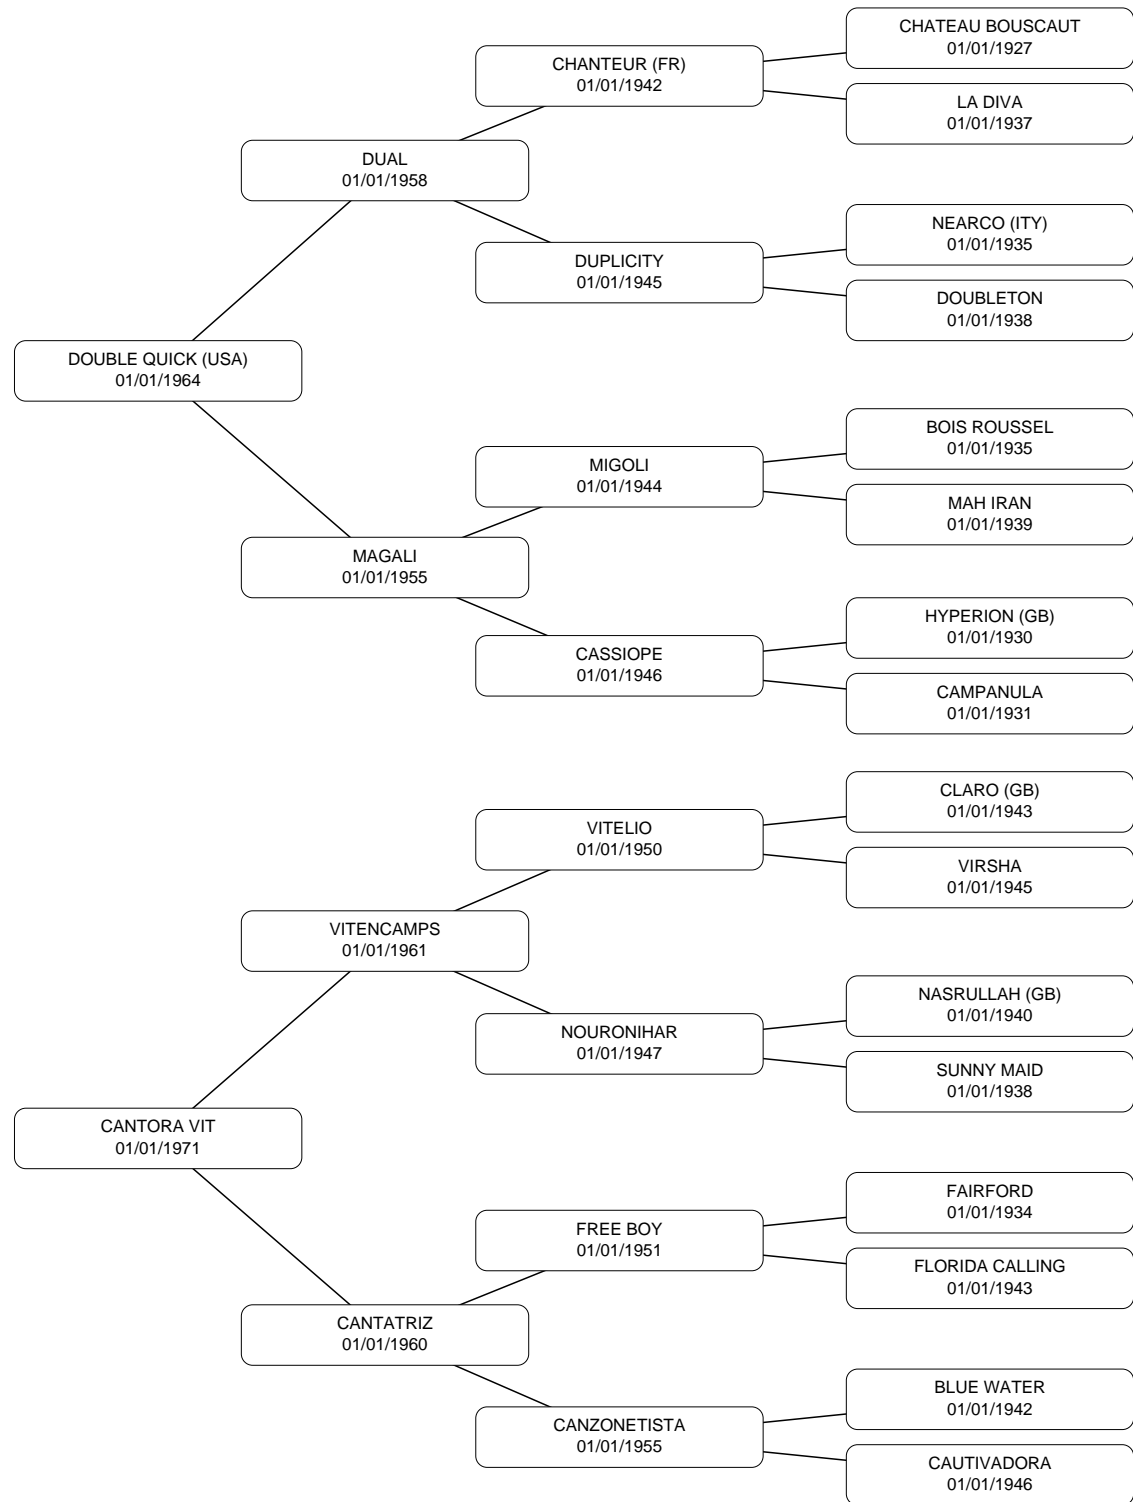 CHATEAU BOUSCAUT
01/01/1927
CHANTEUR (FR)
01/01/1942
LA DIVA
01/01/1937
DUAL
01/01/1958
NEARCO (ITY)
01/01/1935
DUPLICITY
01/01/1945
DOUBLETON
01/01/1938
DOUBLE QUICK (USA)
01/01/1964
BOIS ROUSSEL
01/01/1935
MIGOLI
01/01/1944
MAH IRAN
01/01/1939
MAGALI
01/01/1955
HYPERION (GB)
01/01/1930
CASSIOPE
01/01/1946
CAMPANULA
01/01/1931
CLARO (GB)
01/01/1943
VITELIO
01/01/1950
VIRSHA
01/01/1945
VITENCAMPS
01/01/1961
NASRULLAH (GB)
01/01/1940
NOURONIHAR
01/01/1947
SUNNY MAID
01/01/1938
CANTORA VIT
01/01/1971
FAIRFORD
01/01/1934
FREE BOY
01/01/1951
FLORIDA CALLING
01/01/1943
CANTATRIZ
01/01/1960
BLUE WATER
01/01/1942
CANZONETISTA
01/01/1955
CAUTIVADORA
01/01/1946